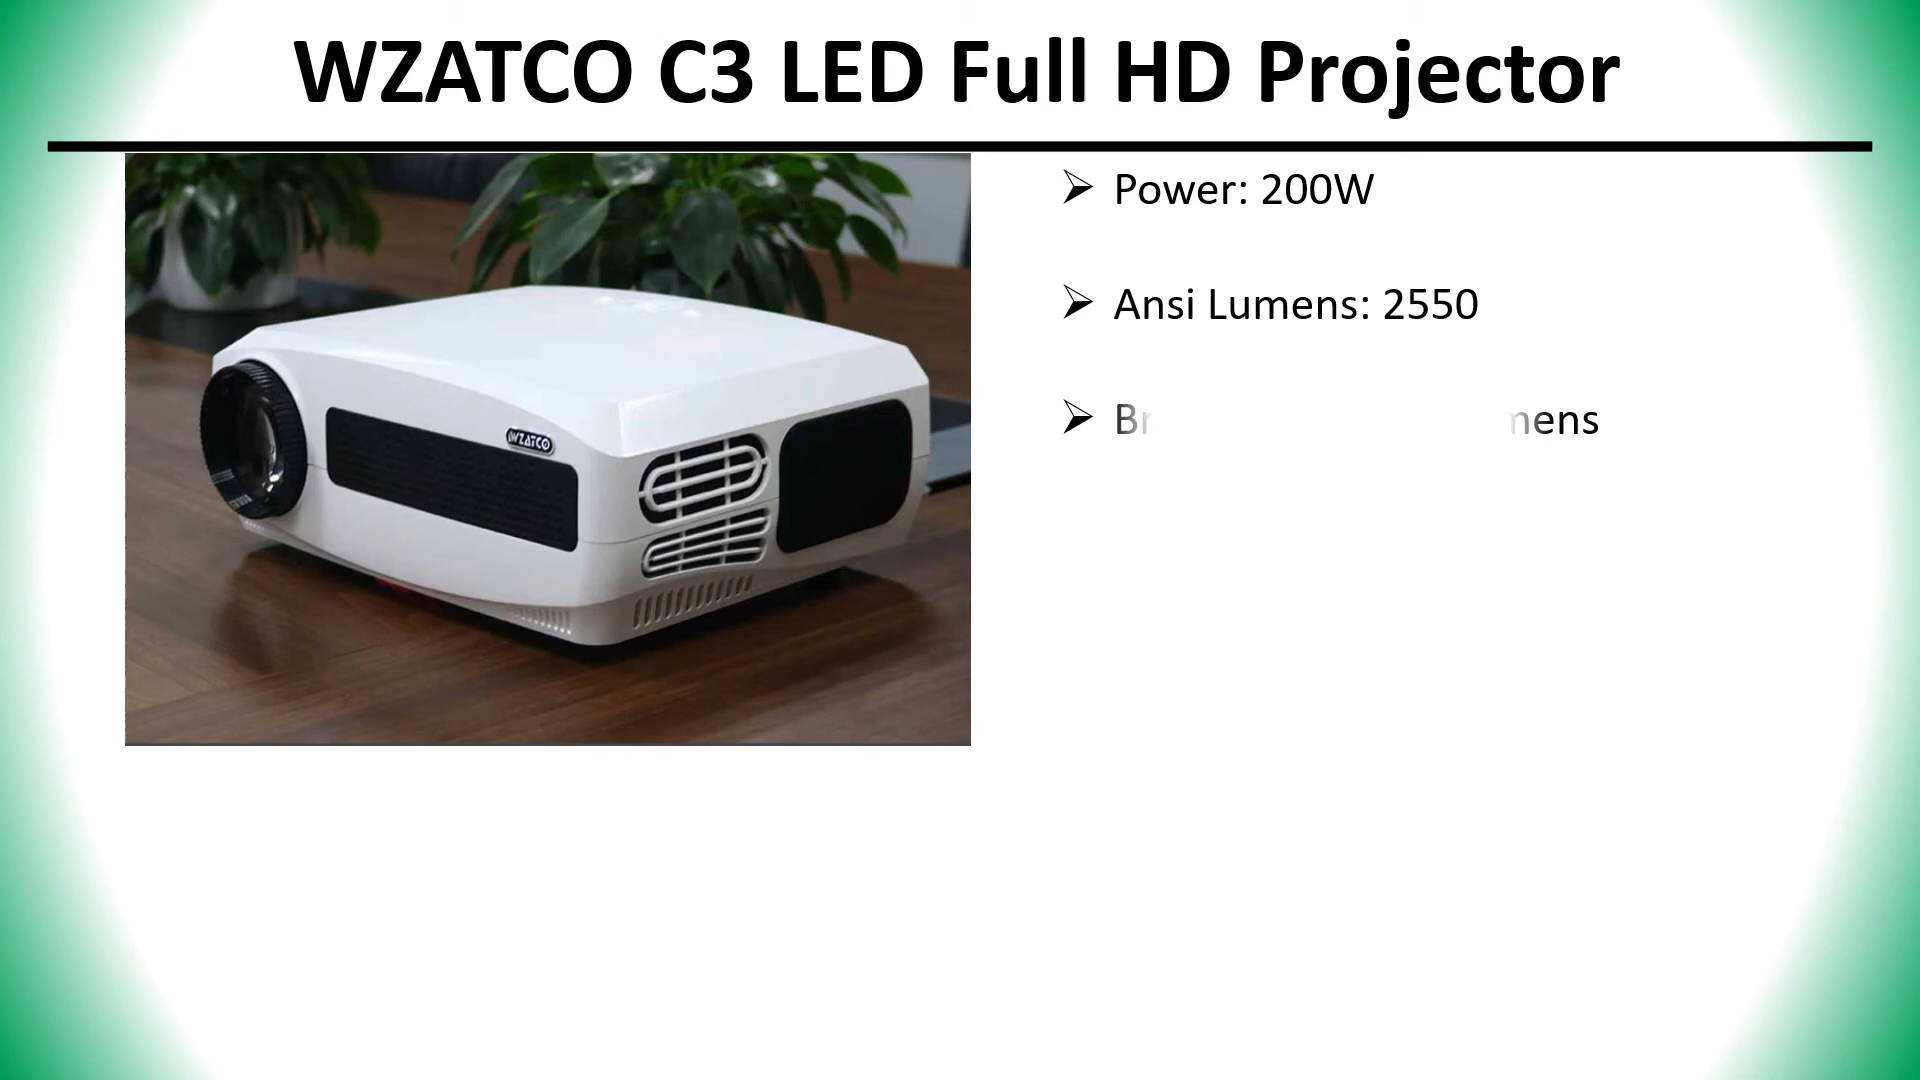 WZATCO C3 LED Full HD Projector
Power: 200W
Ansi Lumens: 2550
WZATCO